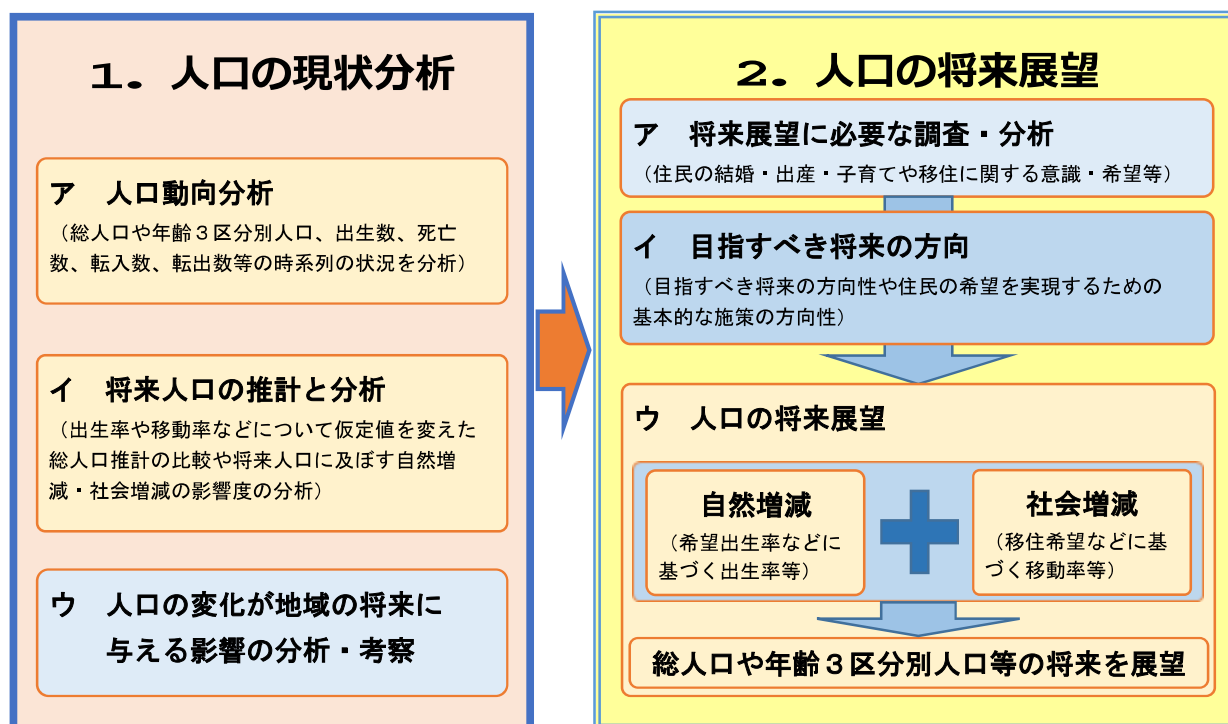 1．人口の現状分析
ア　人口動向分析
（総人口や年齢３区分別人口、出生数、死亡
数、転入数、転出数等の時系列の状況を分析）
イ　将来人口の推計と分析
（出生率や移動率などについて仮定値を変えた
総人口推計の比較や将来人口に及ぼす自然増
減・社会増減の影響度の分析）
ウ　人口の変化が地域の将来に
与える影響の分析・考察
2．人口の将来展望
ア　将来展望に必要な調査・分析
（住民の結婚・出産・子育てや移住に関する意識・希望等）
イ　目指すべき将来の方向
（目指すべき将来の方向性や住民の希望を実現するための
基本的な施策の方向性）
ウ　人口の将来展望
自然増減
（希望出生率などに
基づく出生率等）
社会増減
（移住希望などに基
づく移動率等）
総人口や年齢３区分別人口等の将来を展望